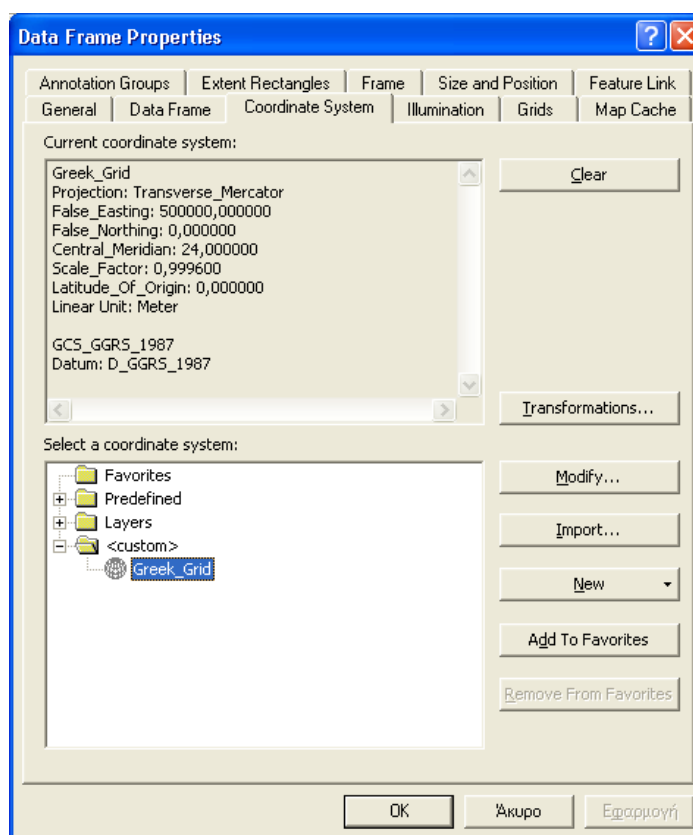 Data Frame Properties
Annotation Groups Extent Rectangles Frame Size and Position Feature Link
General Data Frame Coordinate System Illumination Grids Map Cache
Current coordinate system:
Greek_Grid
Projection: Transverse_Mercator
False_Easting: 500000,000000
False_Northing: 0,000000
Central_Meridian: 24,000000
Scale_Factor: 0,999600
Latitude_Of_Origin: 0,000000
Linear Unit: Meter
GCS_GGRS_1987
Datum: D_GGRS_1987
Clear
Transformations...
Select a coordinate system:
Favorites
Predefined
Layers
<custom>
Greek_Grid
Modify...
Import...
New
Add To Favorites
Remove From Favorites
OK Άκυρο Εφαρμογή